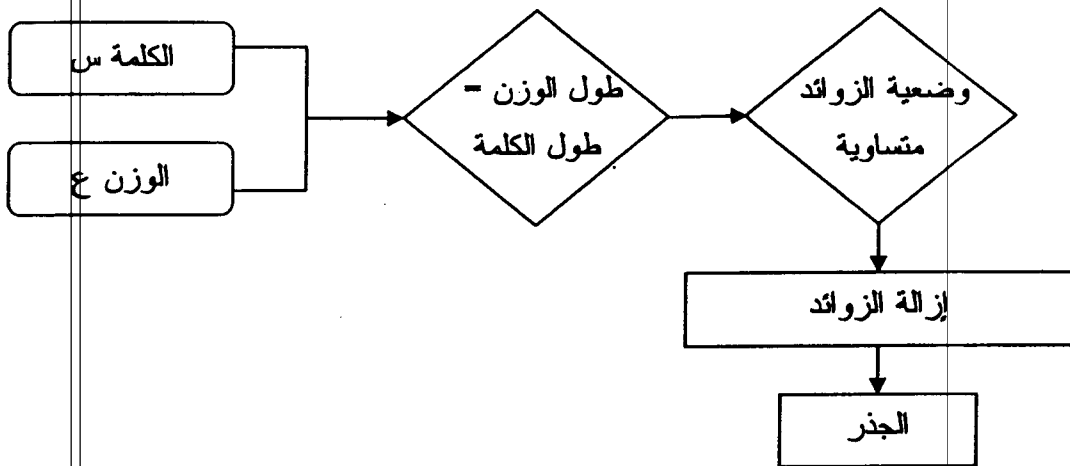 الكلمة س
الوزن ع
طول الوزن =
طول الكلمة
وضعية الزوائد
متساوية
إزالة الزوائد
الجذر